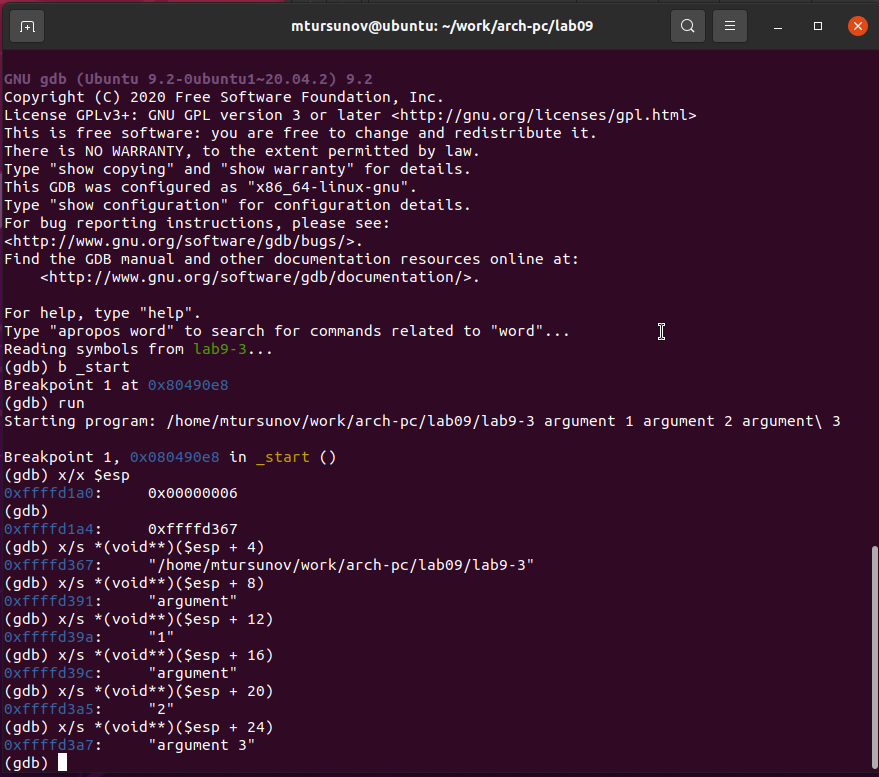 mtursunov@ubuntu: ~/work/arch-pc/lab09
GNU gdb (Ubuntu 9.2-0ubuntu1~20.04.2) 9.2
Copyright (C) 2020 Free Software Foundation, Inc.
License GPLv3+: GNU GPL version 3 or later <http://gnu.org/licenses/gpl.html>
This is free software: you are free to change and redistribute it.
There is NO WARRANTY, to the extent permitted by law.
Type "show copying" and "show warranty" for details.
This GDB was configured as "x86_64-linux-gnu".
Type "show configuration" for configuration details.
For bug reporting instructions, please see:
<http://www.gnu.org/software/gdb/bugs/>.
Find the GDB manual and other documentation resources online at:
    <http://www.gnu.org/software/gdb/documentation/>.
For help, type "help".
Type "apropos word" to search for commands related to "word"...
Reading symbols from lab9-3...
(gdb) b _start
Breakpoint 1 at 0x80490e8
(gdb) run
Starting program: /home/mtursunov/work/arch-pc/lab09/lab9-3 argument 1 argument 2 argument\ 3
Breakpoint 1, 0x080490e8 in _start ()
(gdb) x/x $esp
0xffffd1a0:     0x00000006
(gdb)
0xffffd1a4:     0xffffd367
(gdb) x/s *(void**)($esp + 4)
0xffffd367:     "/home/mtursunov/work/arch-pc/lab09/lab9-3"
(gdb) x/s *(void**)($esp + 8)
0xffffd391:     "argument"
(gdb) x/s *(void**)($esp + 12)
0xffffd39a:     "1"
(gdb) x/s *(void**)($esp + 16)
0xffffd39c:     "argument"
(gdb) x/s *(void**)($esp + 20)
0xffffd3a5:     "2"
(gdb) x/s *(void**)($esp + 24)
0xffffd3a7:     "argument 3"
(gdb)